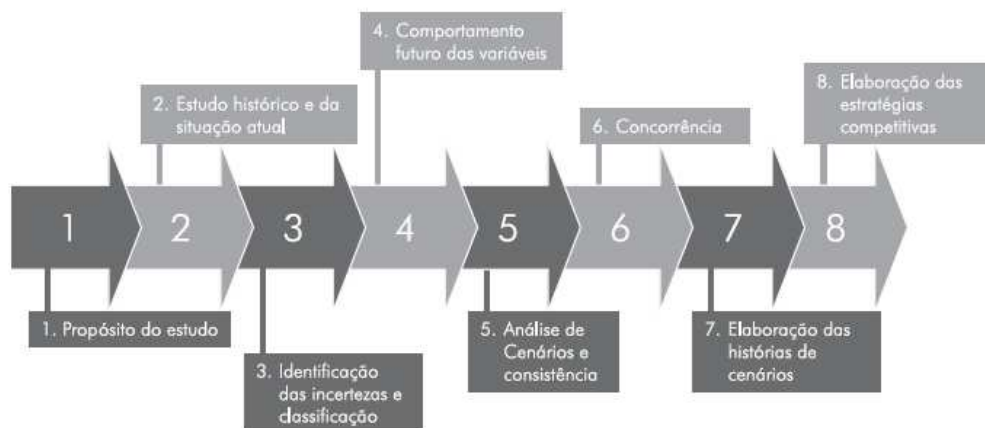 4. Comportamento
futuro das variáveis
2. Estudo histórico e da
situação atual
6. Concorrência
8. Elaboração das
estratégias
competitivas
1
2
3
4
5
6
7
8
1. Propósito do estudo
3. Identificação
das incertezas e
classificação
5. Análise de
Cenários e
consistência
7. Elaboração das
histórias de
cenários